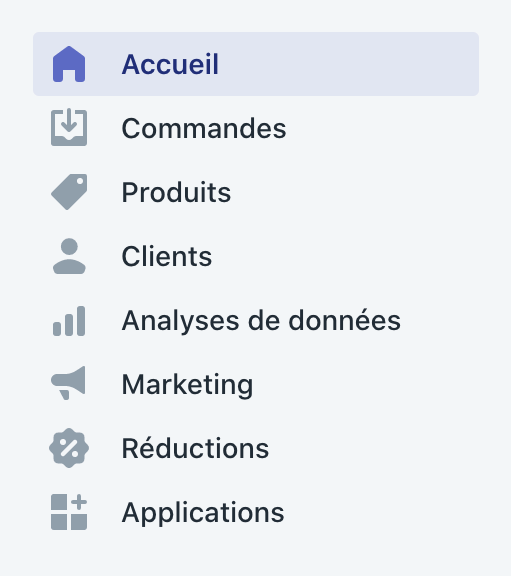 Accueil
Commandes
Produits
Clients
Analyses de données
Marketing
Réductions
Applications